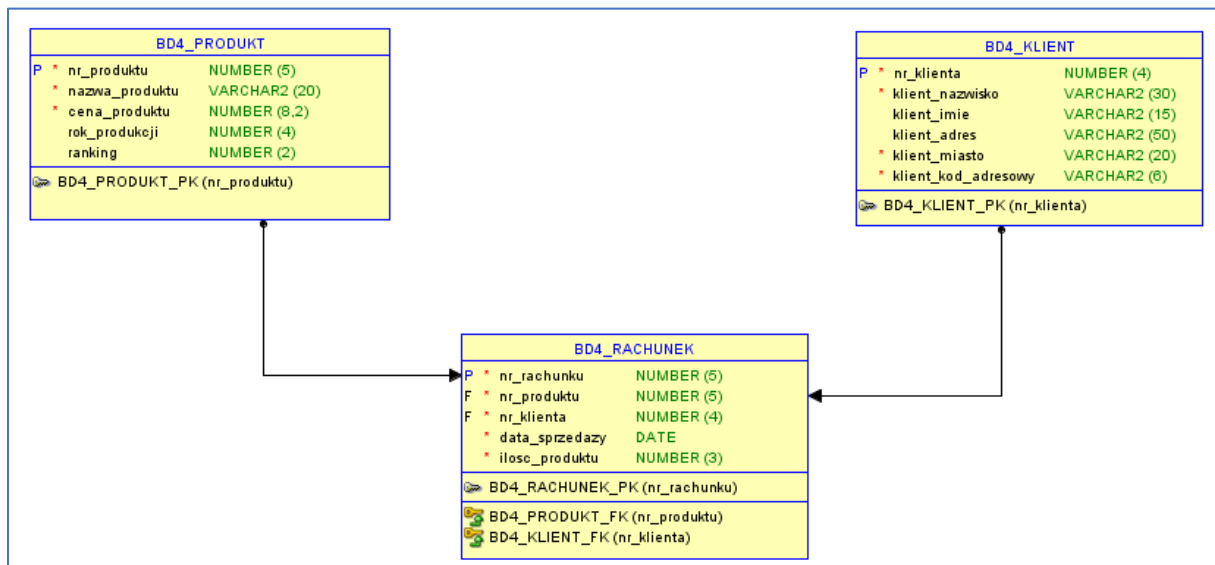 BD4_PRODUKT
P * nr_produktu NUMBER (5)
* nazwa_produktu VARCHAR2 (20)
* cena_produktu NUMBER (8,2)
rok_produkcji NUMBER (4)
ranking NUMBER (2)
BD4_PRODUKT_PK (nr_produktu)
BD4_KLIENT
P * nr_klienta NUMBER (4)
* klient_nazwisko VARCHAR2 (30)
klient_imie VARCHAR2 (15)
klient_adres VARCHAR2 (50)
* klient_miasto VARCHAR2 (20)
* klient_kod_adresowy VARCHAR2 (6)
BD4_KLIENT_PK (nr_klienta)
BD4_RACHUNEK
P * nr_rachunku NUMBER (5)
F * nr_produktu NUMBER (5)
F * nr_klienta NUMBER (4)
* data_sprzedazy DATE
* ilosc_produktu NUMBER (3)
BD4_RACHUNEK_PK (nr_rachunku)
BD4_PRODUKT_FK (nr_produktu)
BD4_KLIENT_FK (nr_klienta)